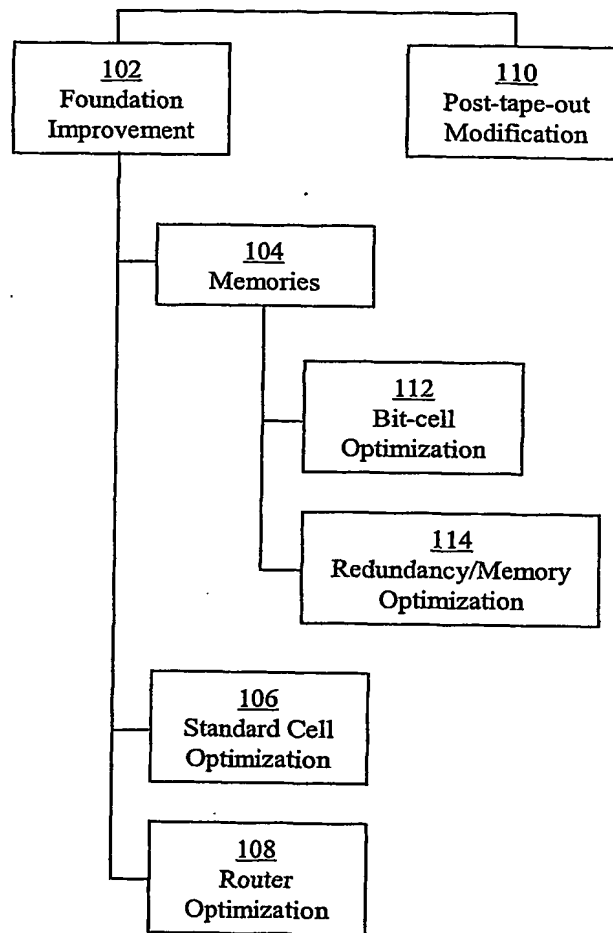 102
Foundation
Improvement
110
Post-tape-out
Modification
104
Memories
112
Bit-cell
Optimization
114
Redundancy/Memory
Optimization
106
Standard Cell
Optimization
108
Router
Optimization